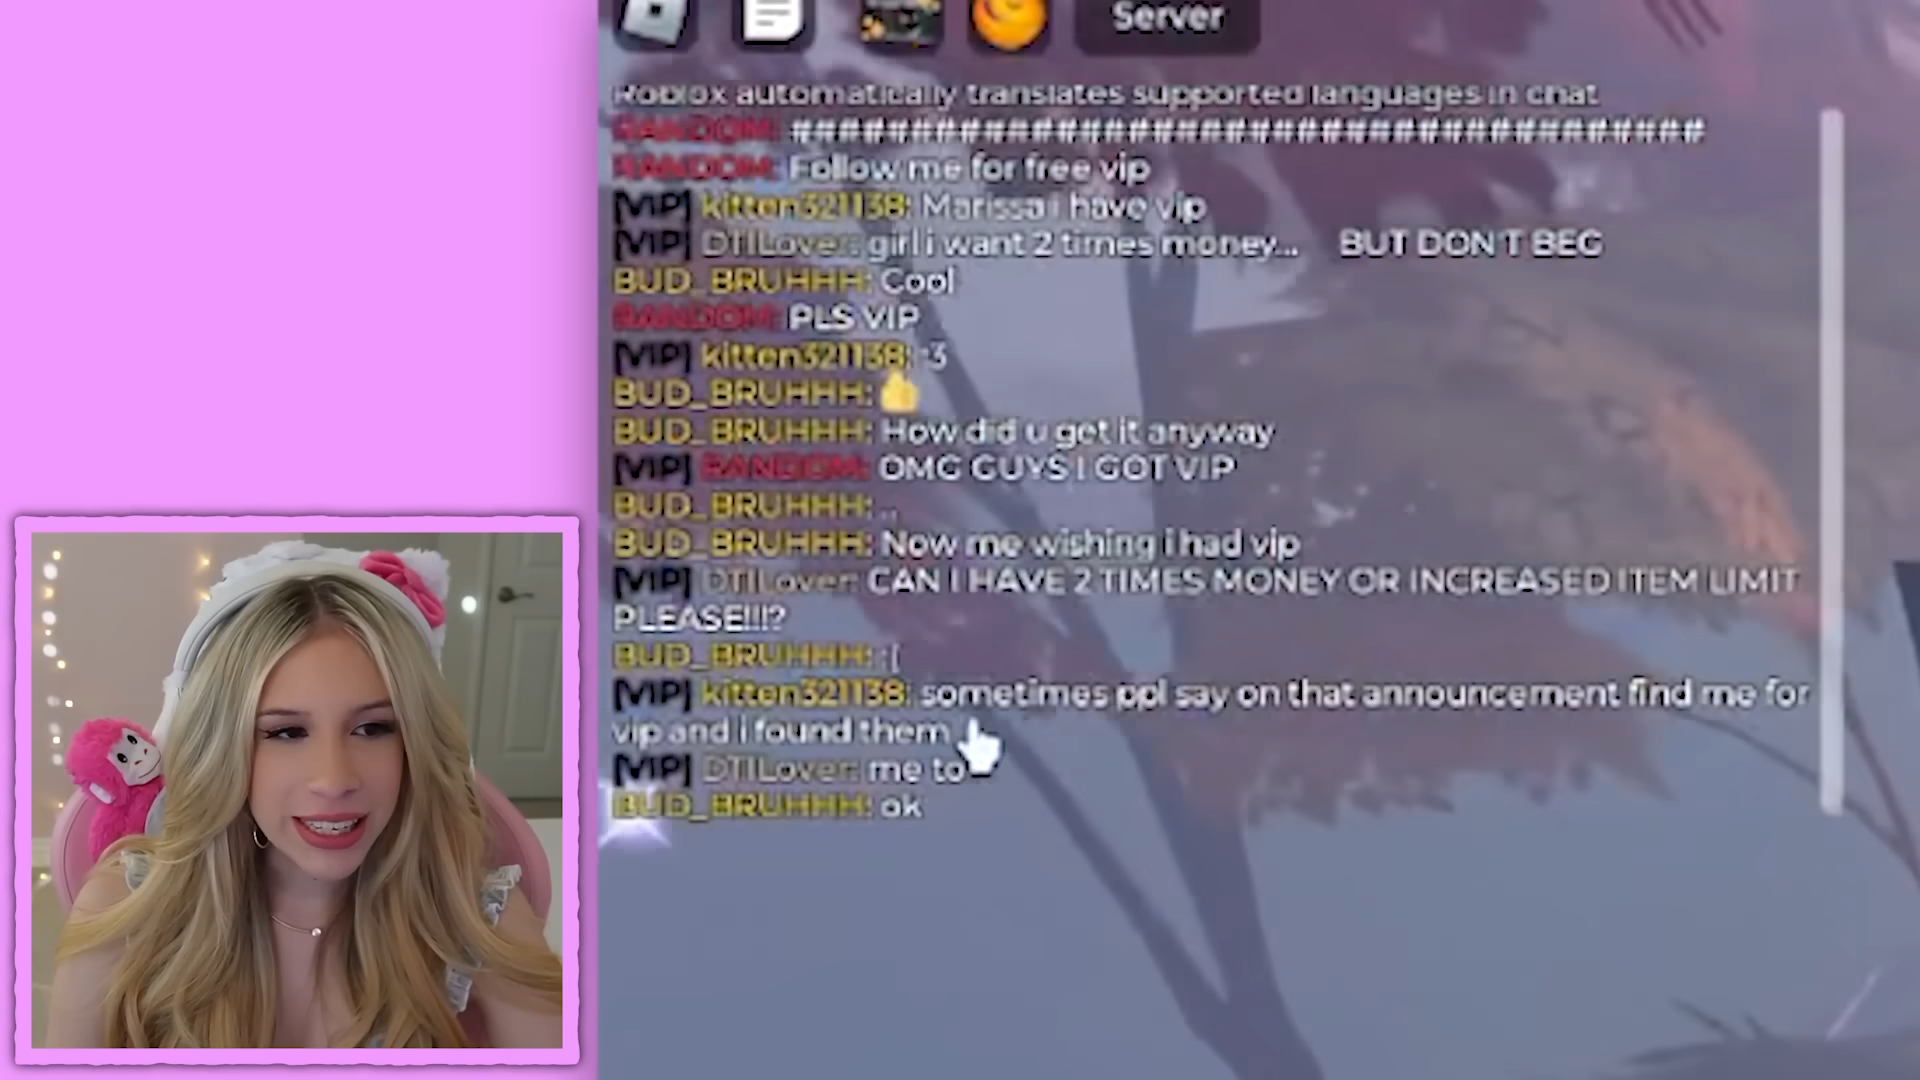 Server
Roblox automatically translates supported languages in chat
RANDOM: ######################################
RANDOM: Follow me for free vip
[VIP] kitten321138: Marissa i have vip
[VIP] DTILover: girl i want 2 times money... BUT DON'T BEG
BUD_BRUHHH: Cool
RANDOM: PLS VIP
[VIP] kitten321138: :3
BUD_BRUHHH: 👍
BUD_BRUHHH: How did u get it anyway
[VIP] RANDOM: OMG GUYS I GOT VIP
BUD_BRUHHH: ..
BUD_BRUHHH: Now me wishing i had vip
[VIP] DTILover: CAN I HAVE 2 TIMES MONEY OR INCREASED ITEM LIMIT
PLEASE!!!?
BUD_BRUHHH: :(
[VIP] kitten321138: sometimes ppl say on that announcement find me for
vip and i found them
[VIP] DTILover: me to
BUD_BRUHHH: ok